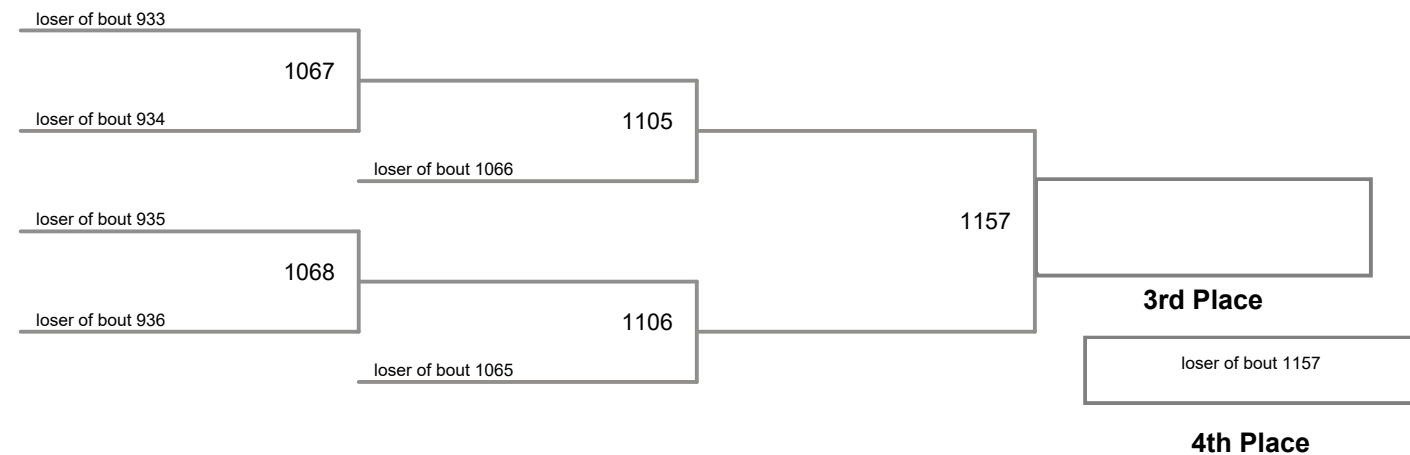 loser of bout 933
1067
loser of bout 934
1105
loser of bout 1066
loser of bout 935
1157
1068
3rd Place
loser of bout 936
1106
loser of bout 1065
loser of bout 1157
4th Place